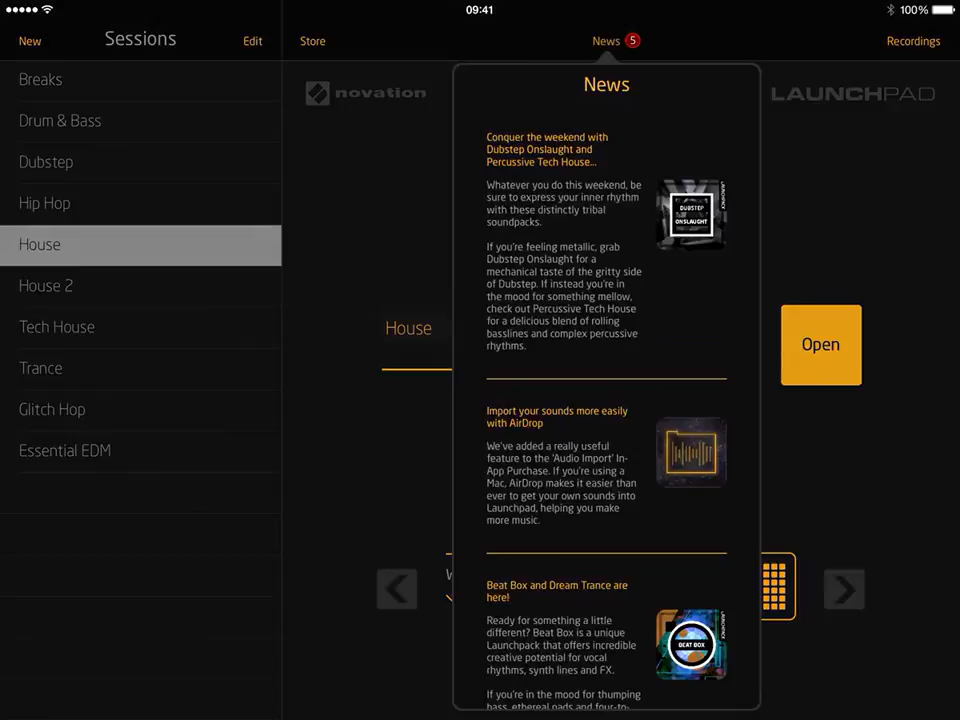 09:41
100%
New
Sessions
Edit
Store
News 5
Recordings
Breaks
Drum & Bass
Dubstep
Hip Hop
House
House 2
Tech House
Trance
Glitch Hop
Essential EDM
novation
LAUNCHPAD
House
Open
News
Conquer the weekend with
Dubstep Onslaught and
Percussive Tech House...
Whatever you do this weekend, be
sure to express your inner rhythm
with these distinctly tribal
soundpacks.
If you're feeling metallic, grab
Dubstep Onslaught for a
mechanical taste of the gritty side
of Dubstep. If instead you're in
the mood for something mellow,
check out Percussive Tech House
for a delicious blend of rolling
basslines and complex percussive
rhythms.
DUBSTEP
ONSLAUGHT
LAUNCHPACK
Import your sounds more easily
with AirDrop
We've added a really useful
feature to the 'Audio Import' In-
App Purchase. If you're using a
Mac, AirDrop makes it easier than
ever to get your own sounds into
Launchpad, helping you make
more music.
Beat Box and Dream Trance are
here!
Ready for something a little
different? Beat Box is a unique
Launchpack that offers incredible
creative potential for vocal
rhythms, synth lines and FX.
If you're in the mood for thumping
bass, ethereal pads and four-to-
BEAT BOX
LAUNCHPACK